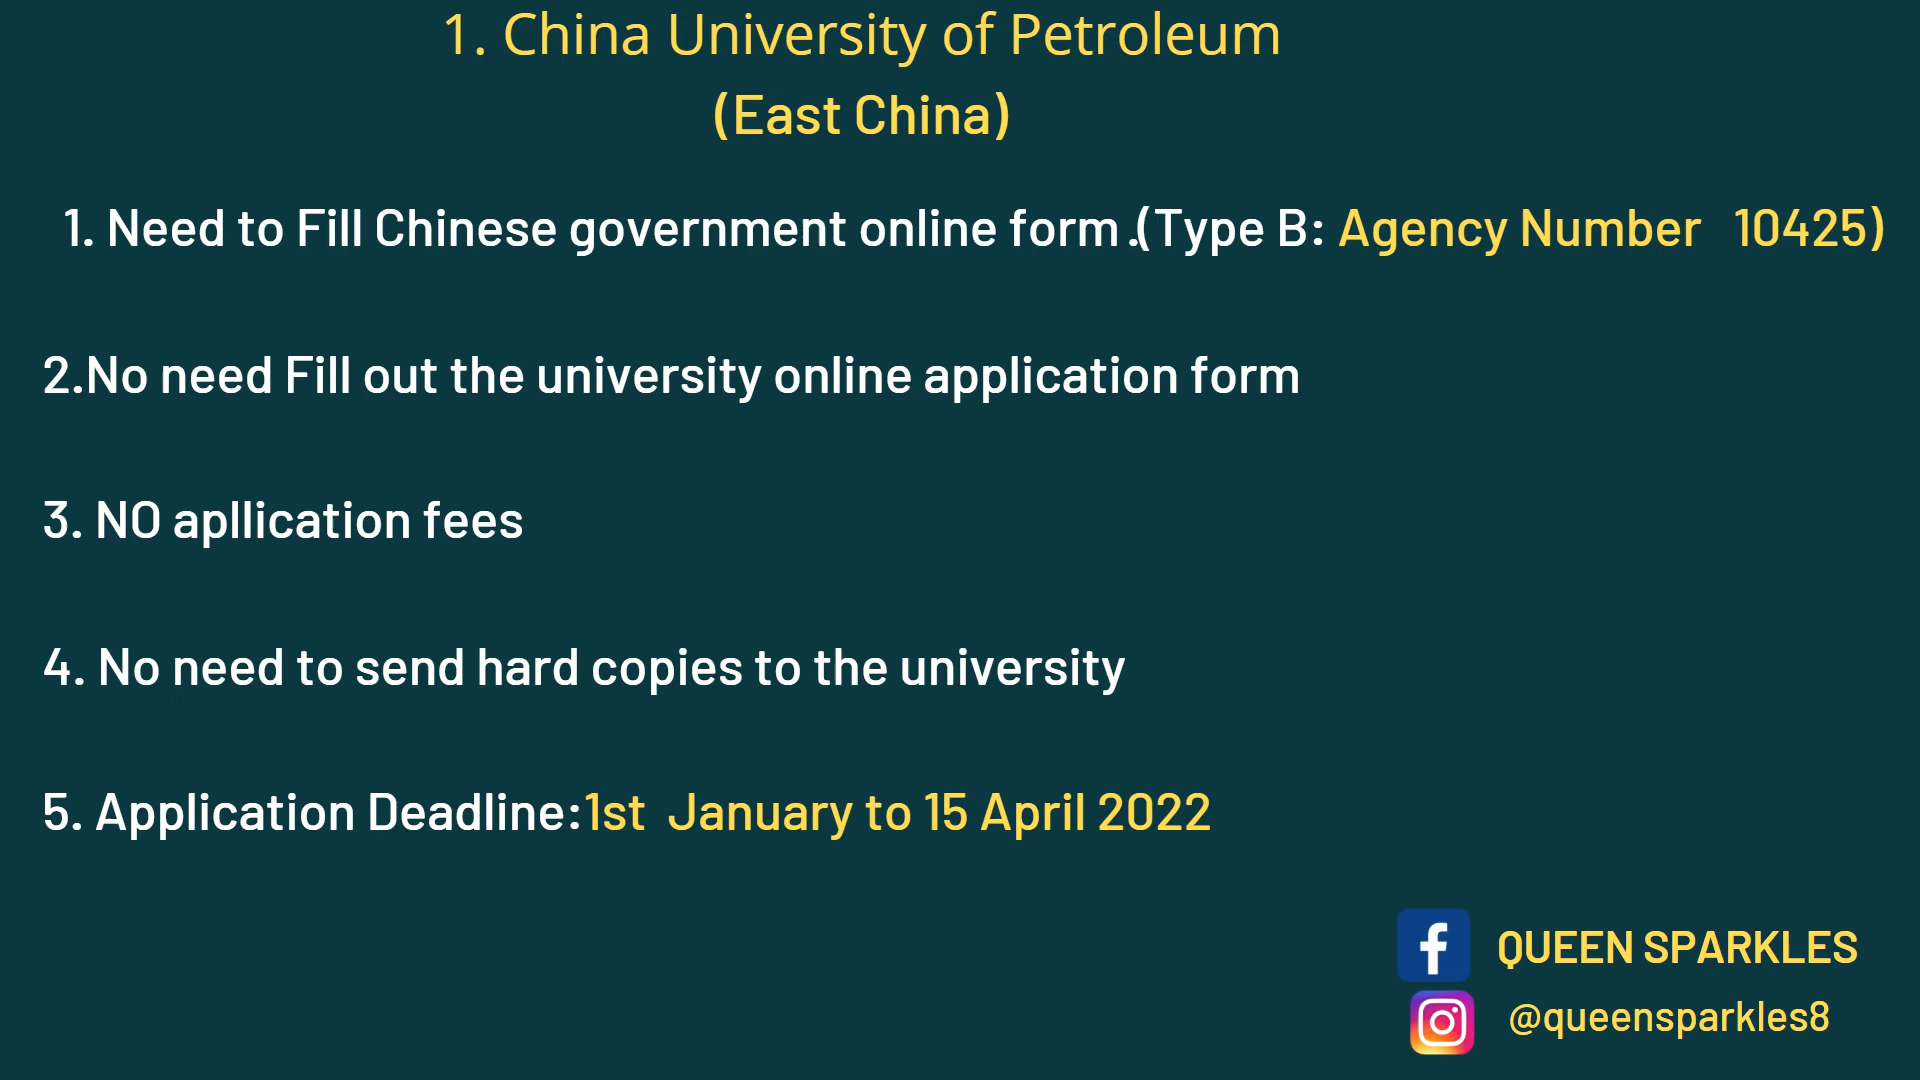 1. China University of Petroleum
(East China)
1. Need to Fill Chinese government online form .(Type B: Agency Number 10425)
2.No need Fill out the university online application form
3. NO apllication fees
4. No need to send hard copies to the university
5. Application Deadline:1st January to 15 April 2022
QUEEN SPARKLES
@queensparkles8